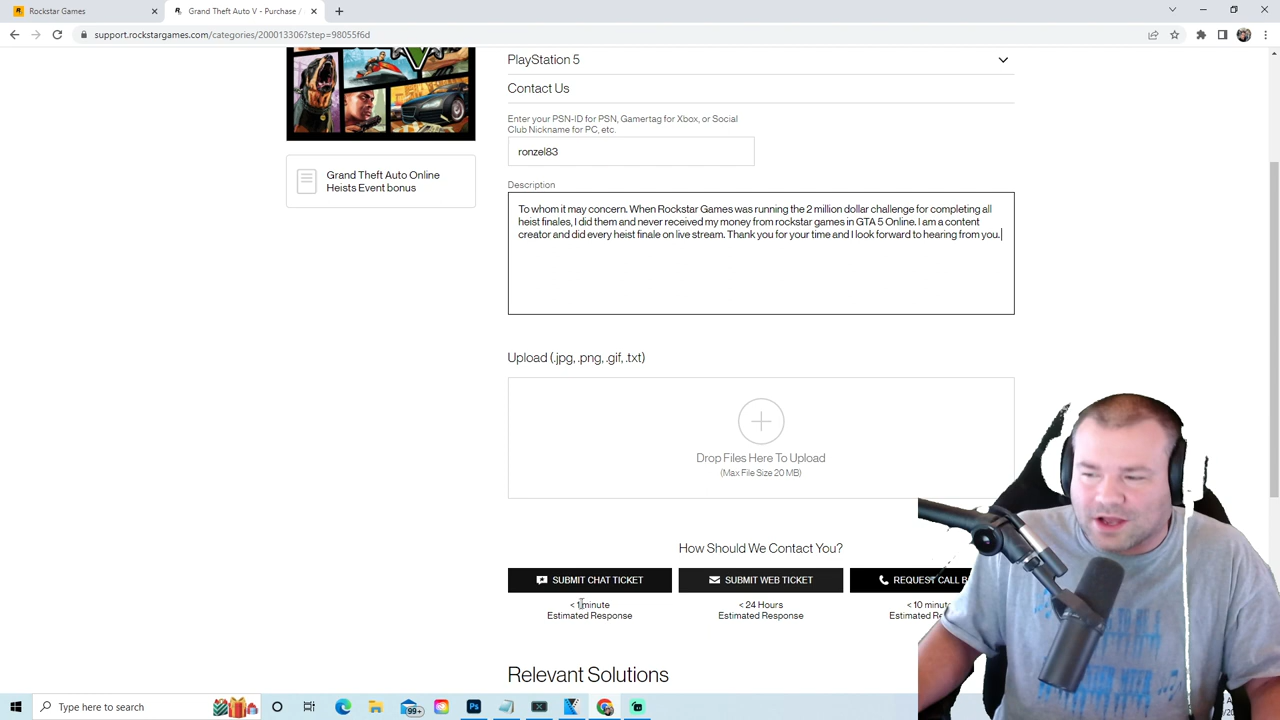 Rockstar Games
Grand Theft Auto V - Purchase /
support.rockstargames.com/categories/200013306?step=98055f6d
PlayStation 5
Contact Us
Enter your PSN-ID for PSN, Gamertag for Xbox, or Social
Club Nickname for PC, etc.
ronzel83
Grand Theft Auto Online
Heists Event bonus
Description
To whom it may concern. When Rockstar Games was running the 2 million dollar challenge for completing all
heist finales, I did them and never received my money from rockstar games in GTA 5 Online. I am a content
creator and did every heist finale on live stream. Thank you for your time and I look forward to hearing from you.
Upload (.jpg, .png, .gif, .txt)
Drop Files Here To Upload
(Max File Size 20 MB)
How Should We Contact You?
SUBMIT CHAT TICKET
SUBMIT WEB TICKET
REQUEST CALL B
< 1 minute
< 24 Hours
< 10 minut
Estimated Response
Estimated Response
Estimated Re
Relevant Solutions
Type here to search
99+